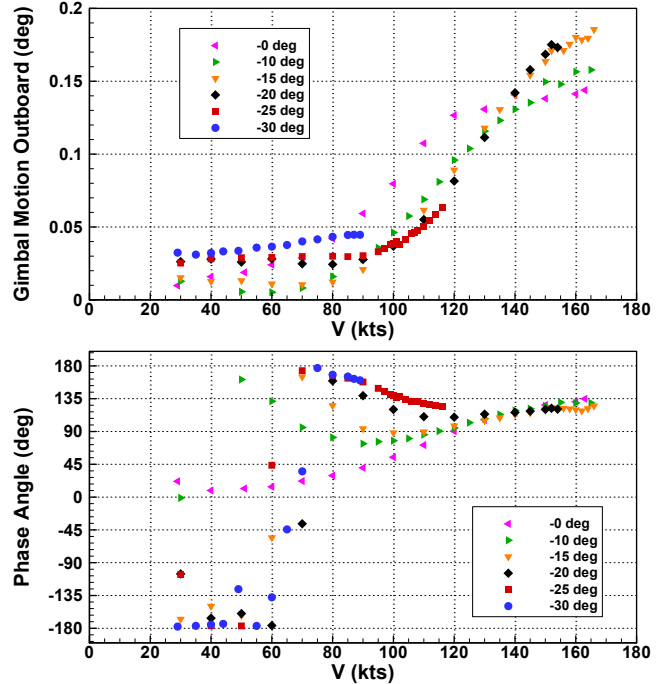 0.2
0.15
0.1
0.05
0
Gimbal Motion Outboard (deg)
-0 deg
-10 deg
-15 deg
-20 deg
-25 deg
-30 deg
0 20 40 60 80 100 120 140 160 180
V (kts)
180
135
90
45
0
-45
-90
-135
-180
Phase Angle (deg)
-0 deg
-10 deg
-15 deg
-20 deg
-25 deg
-30 deg
0 20 40 60 80 100 120 140 160 180
V (kts)